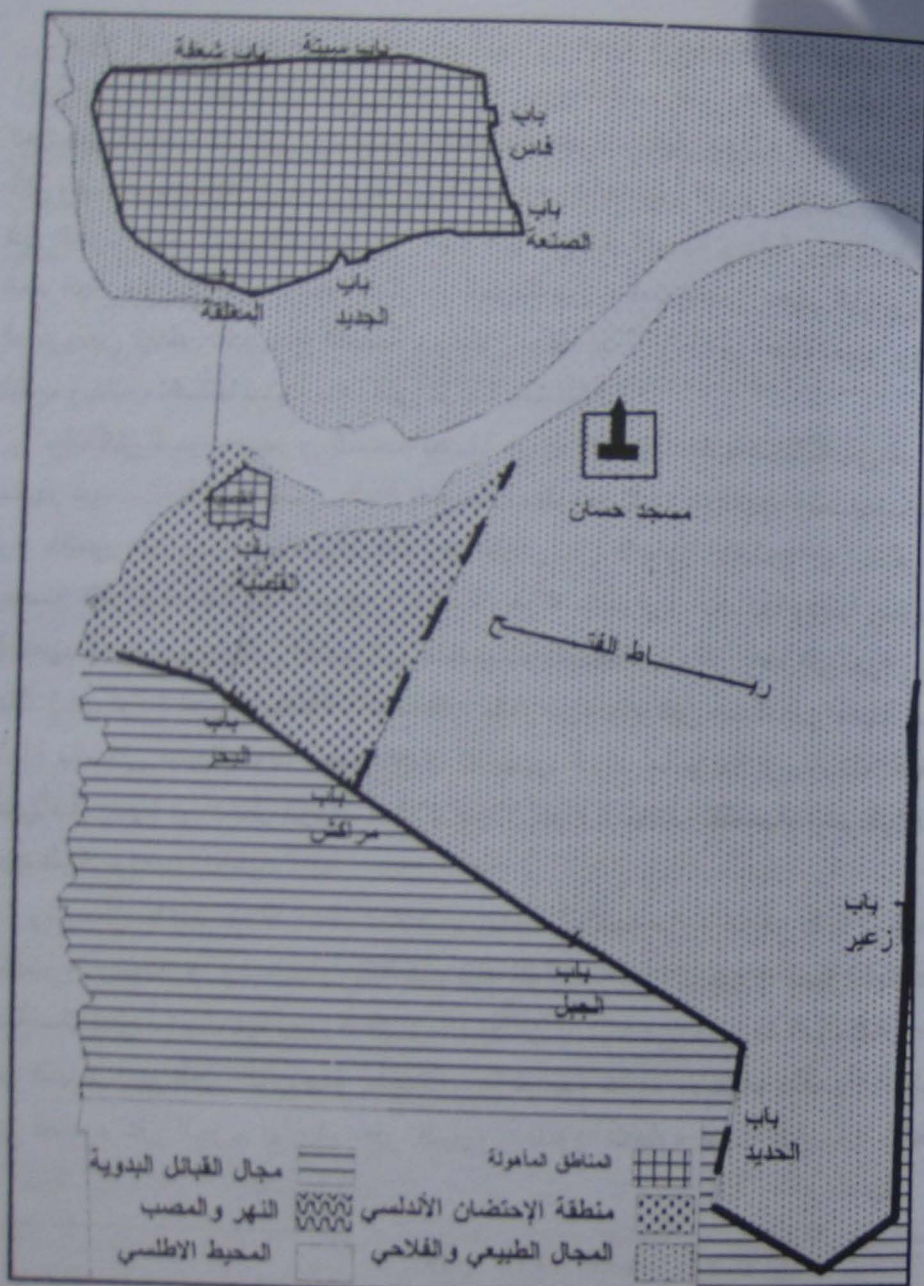 باب سبتة
باب شعفة
باب
فاس
باب
الصنعة
باب
الجديد
المعلقة
مسجد حسان
باب
القصبة
رباط الفتح
باب
البحر
باب
مراكش
باب
زعير
باب
الجبل
باب
الحديد
المناطق المأهولة
مجال القبائل البدوية
منطقة الإحتضان الأندلسي
النهر والمصب
المجال الطبيعي والفلاحي
المحيط الاطلسي